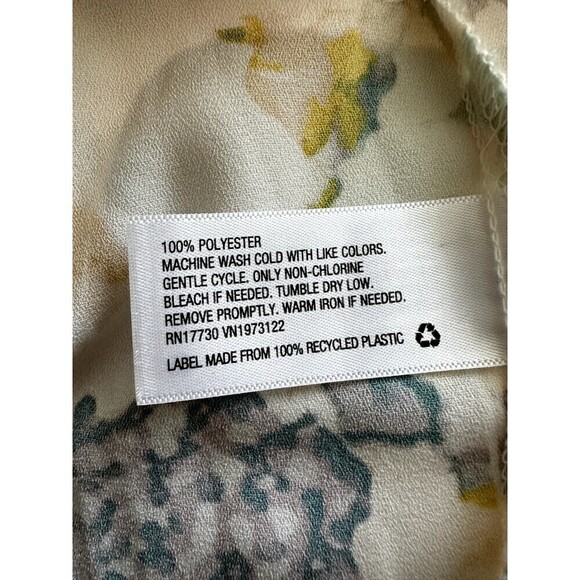 100% POLYESTER
MACHINE WASH COLD WITH LIKE COLORS.
GENTLE CYCLE. ONLY NON-CHLORINE
BLEACH IF NEEDED. TUMBLE DRY LOW.
REMOVE PROMPTLY. WARM IRON IF NEEDED.
RN17730 VN1973122
LABEL MADE FROM 100% RECYCLED PLASTIC